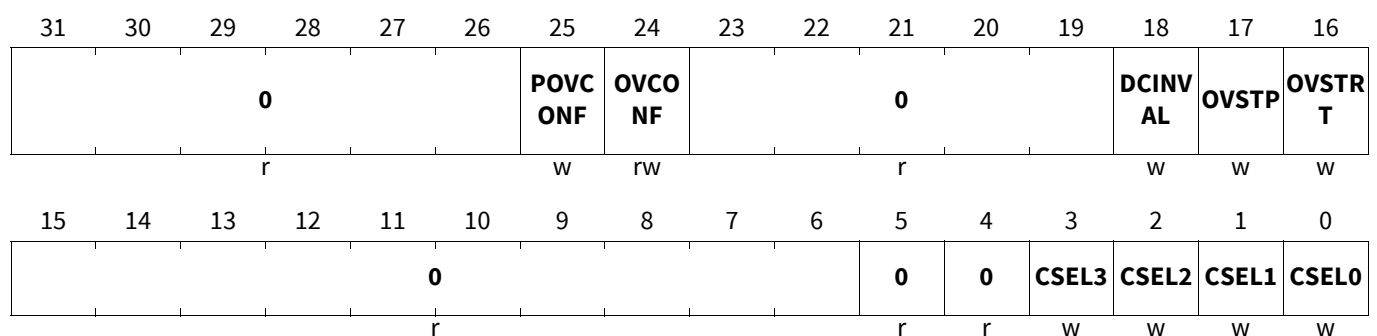 31 30 29 28 27 26 25 24 23 22 21 20 19 18 17 16
0 POVC ONF OVCO NF 0 DCINV AL OVSTP OVSTR T
r w rw r w w w
15 14 13 12 11 10 9 8 7 6 5 4 3 2 1 0
0 0 0 CSEL3 CSEL2 CSEL1 CSEL0
r r r w w w w